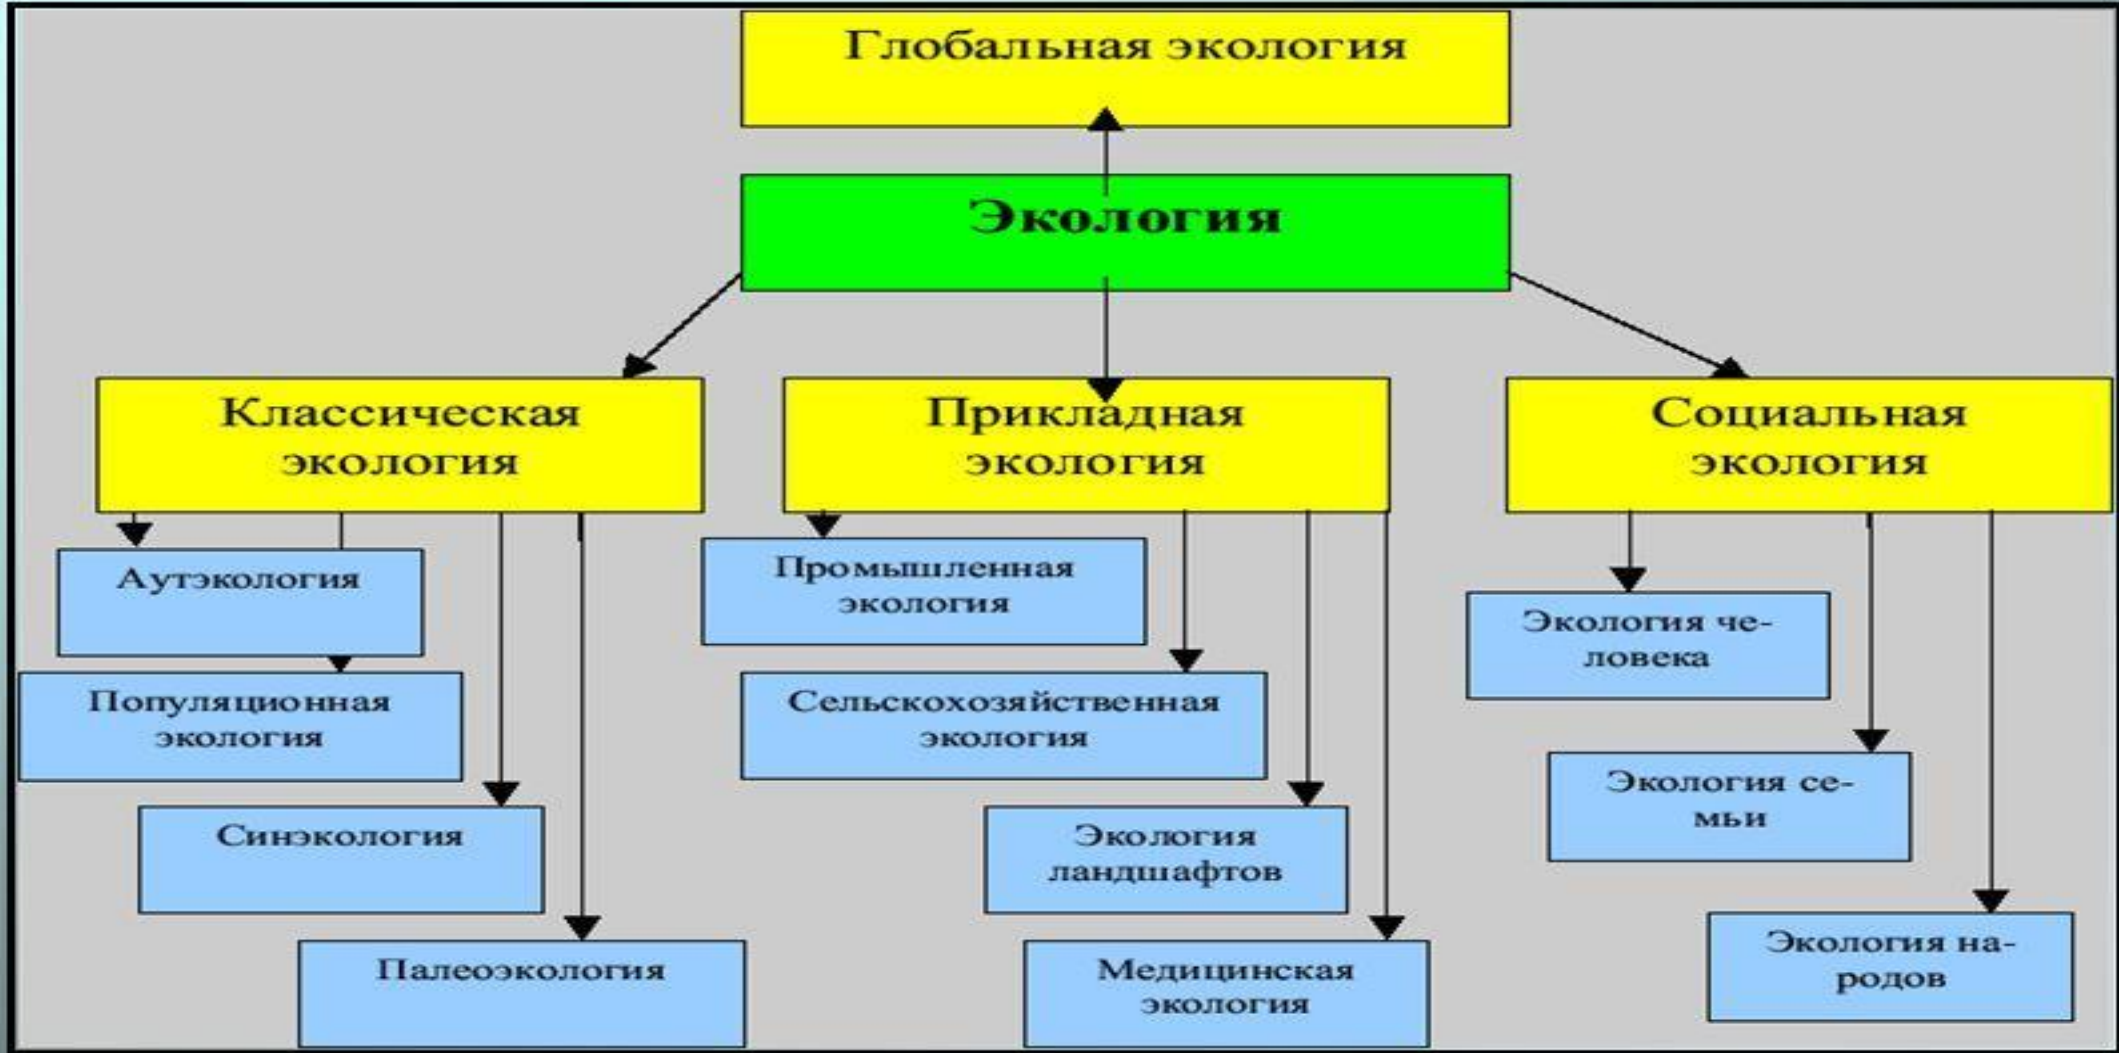 Глобальная экология
Экология
Классическая
экология
Прикладная
экология
Социальная
экология
Аутэкология
Популяционная
экология
Синэкология
Палеоэкология
Промышленная
экология
Сельскохозяйственная
экология
Экология
ландшафтов
Медицинская
экология
Экология че-
ловека
Экология се-
мьи
Экология на-
родов